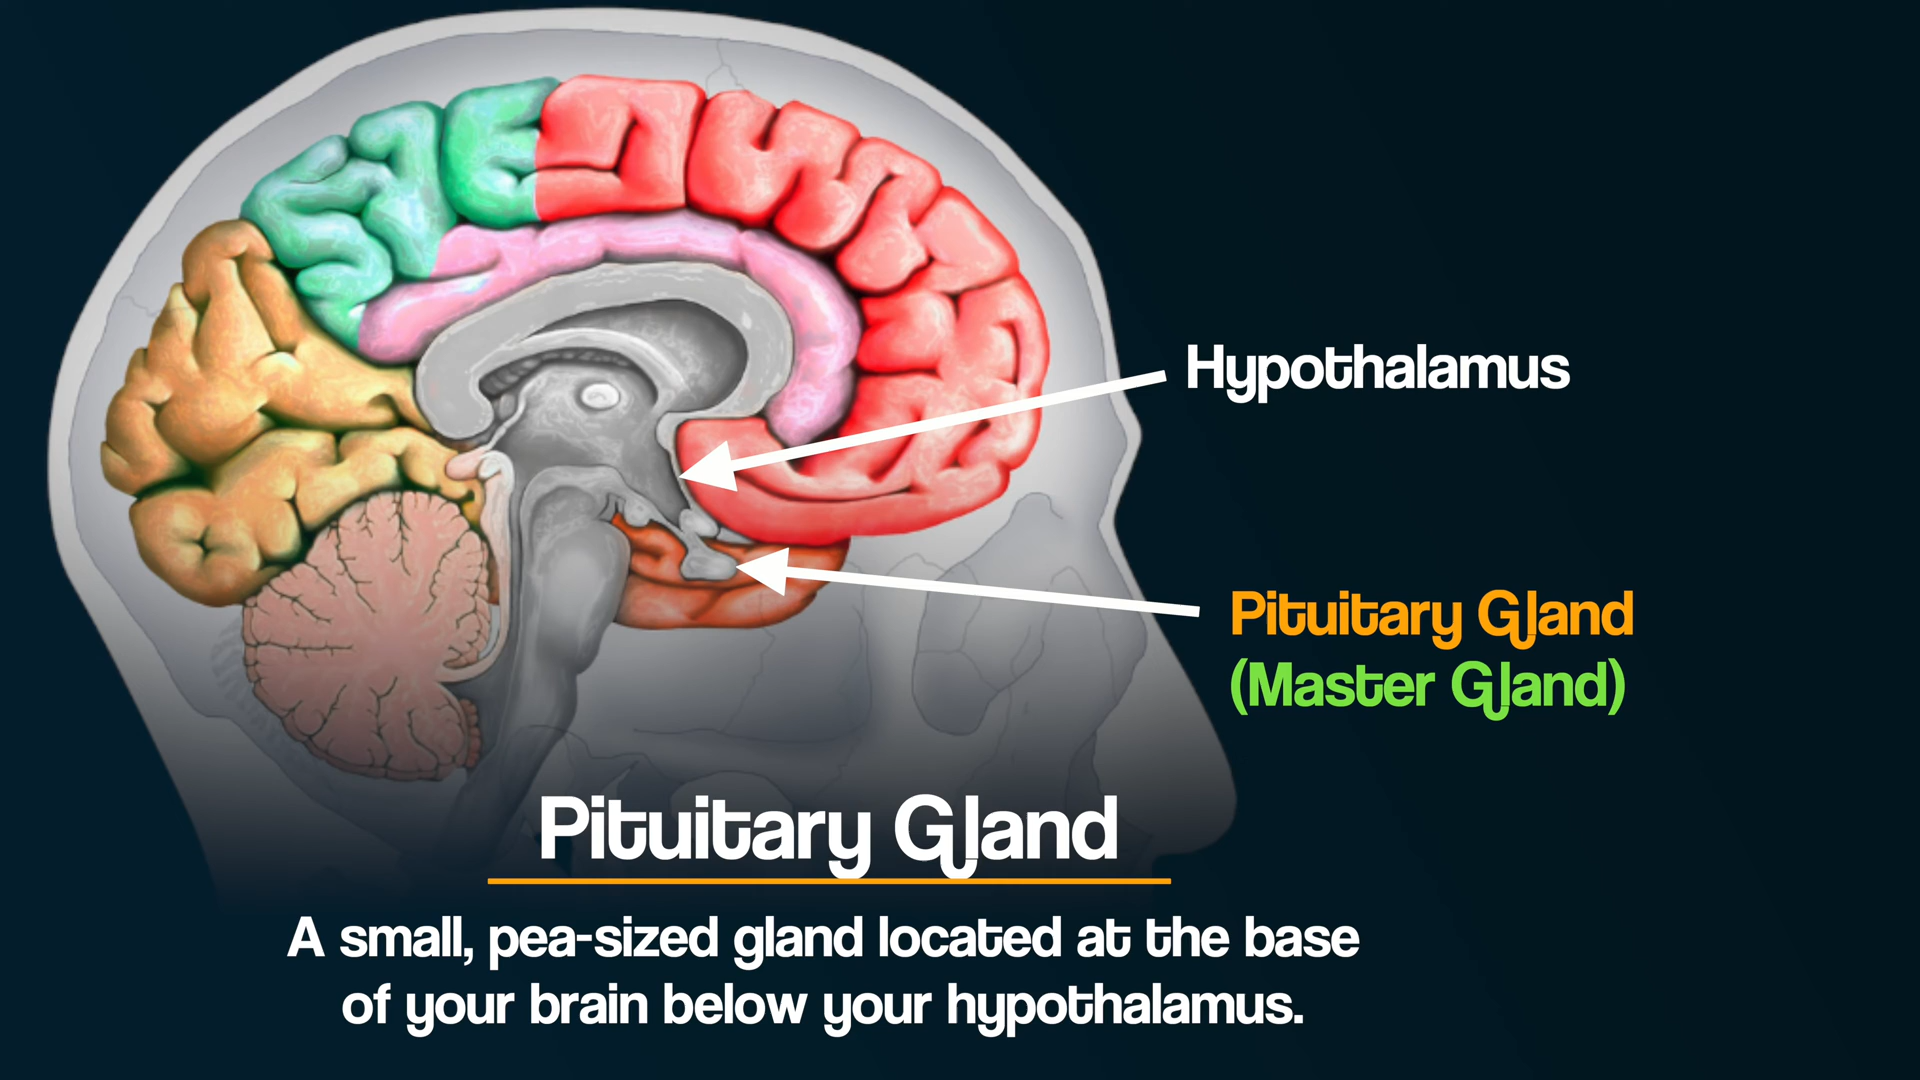 Hypothalamus
Pituitary Gland
(Master Gland)
Pituitary Gland
A small, pea-sized gland located at the base
of your brain below your hypothalamus.